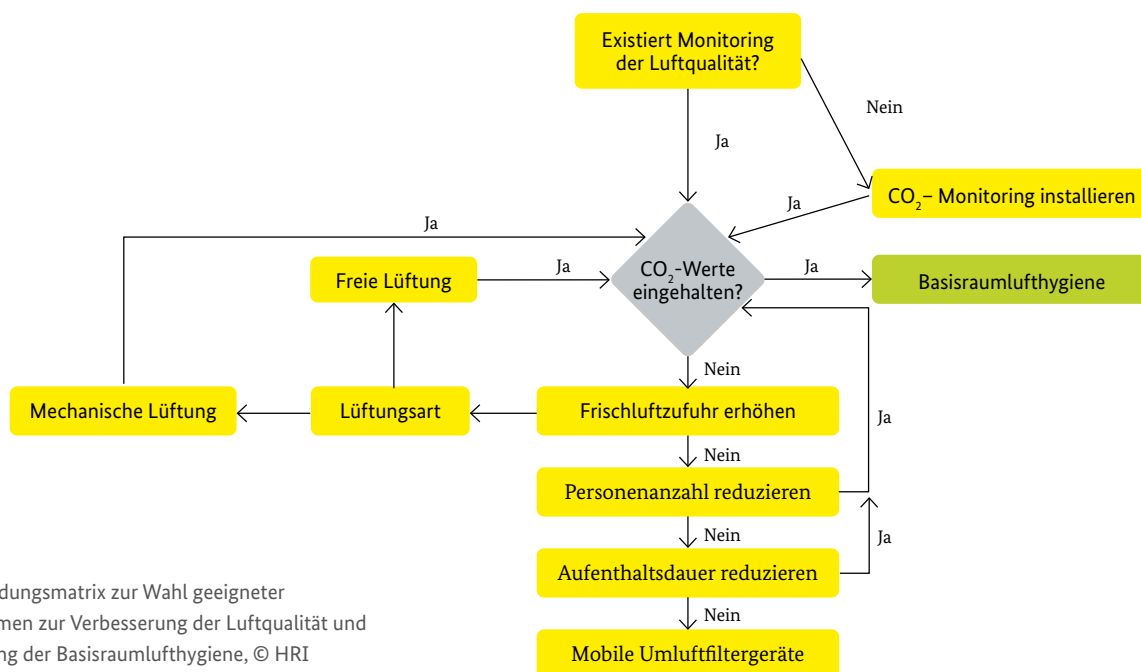 Existiert Monitoring
der Luftqualität?
Nein
Ja
CO₂– Monitoring installieren
Ja
Ja
Freie Lüftung
Ja
CO₂-Werte
eingehalten?
Ja
Basisraumlufthygiene
Nein
Mechanische Lüftung
Lüftungsart
Frischluftzufuhr erhöhen
Ja
Nein
Personenanzahl reduzieren
Nein
Ja
Aufenthaltsdauer reduzieren
Nein
Mobile Umluftfiltergeräte
dungsmatrix zur Wahl geeigneter
men zur Verbesserung der Luftqualität und
ng der Basisraumlufthygiene, © HRI